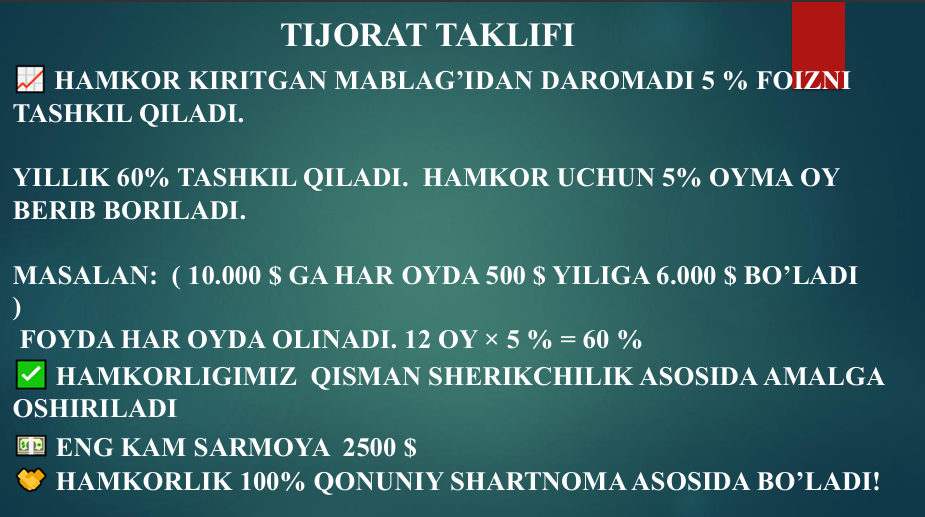 TIJORAT TAKLIFI
📈 HAMKOR KIRITGAN MABLAG’IDAN DAROMADI 5 % FOIZNI
TASHKIL QILADI.
YILLIK 60% TASHKIL QILADI.  HAMKOR UCHUN 5% OYMA OY
BERIB BORILADI.
MASALAN:  ( 10.000 $ GA HAR OYDA 500 $ YILIGA 6.000 $ BO’LADI
)
FOYDA HAR OYDA OLINADI. 12 OY × 5 % = 60 %
✅ HAMKORLIGIMIZ  QISMAN SHERIKCHILIK ASOSIDA AMALGA
OSHIRILADI
💵 ENG KAM SARMOYA  2500 $
🤝 HAMKORLIK 100% QONUNIY SHARTNOMA ASOSIDA BO’LADI!